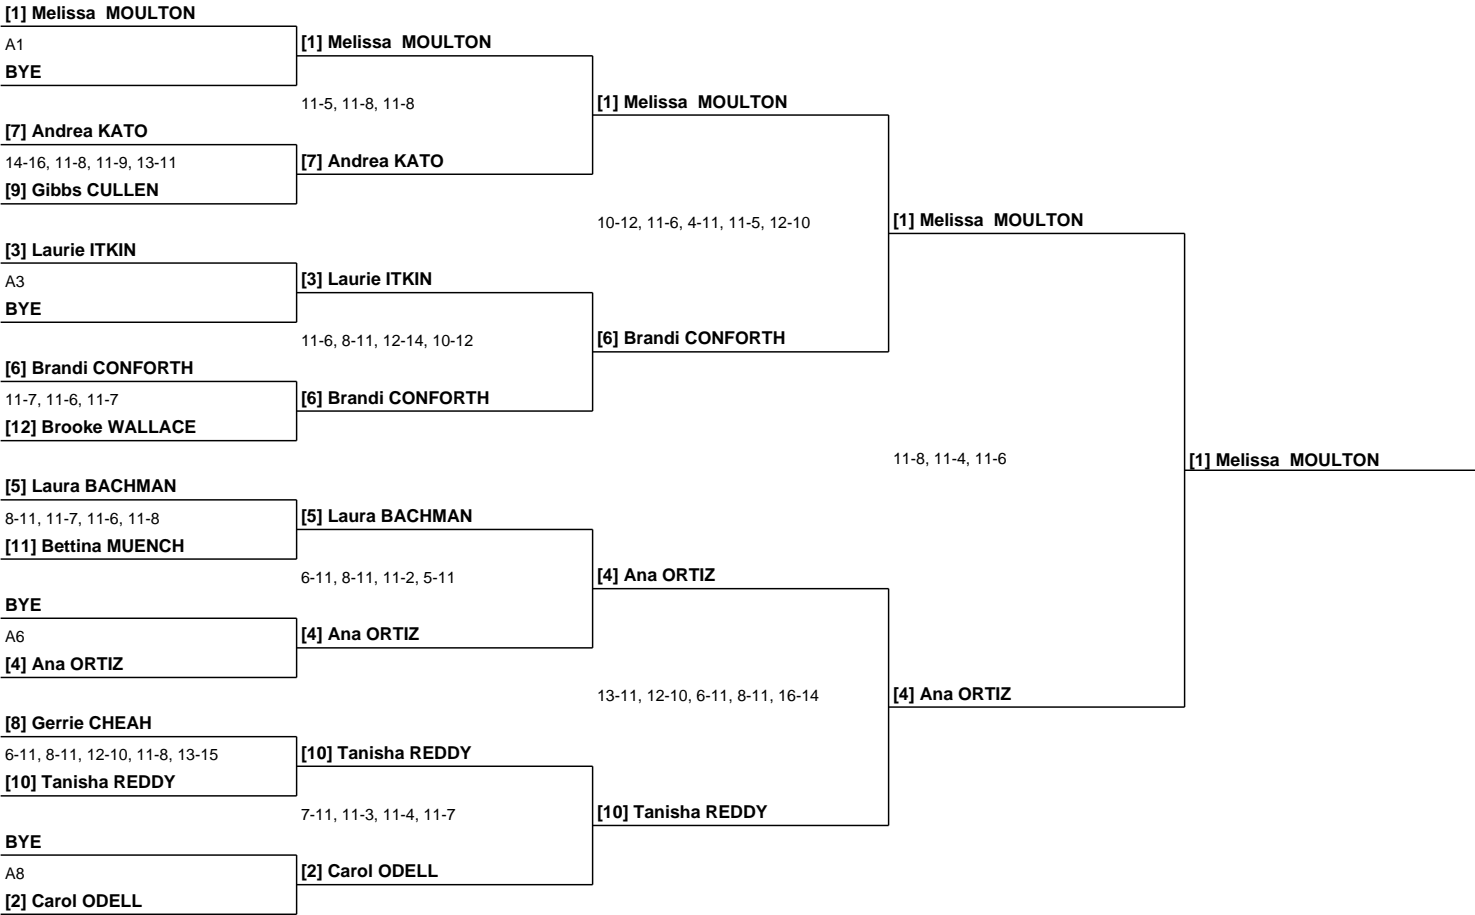 [1] Melissa  MOULTON
A1
BYE
[1] Melissa  MOULTON
11-5, 11-8, 11-8
[7] Andrea KATO
14-16, 11-8, 11-9, 13-11
[9] Gibbs CULLEN
[7] Andrea KATO
[1] Melissa  MOULTON
10-12, 11-6, 4-11, 11-5, 12-10
[3] Laurie ITKIN
A3
BYE
[3] Laurie ITKIN
11-6, 8-11, 12-14, 10-12
[6] Brandi CONFORTH
11-7, 11-6, 11-7
[12] Brooke WALLACE
[6] Brandi CONFORTH
[6] Brandi CONFORTH
[1] Melissa  MOULTON
11-8, 11-4, 11-6
[1] Melissa  MOULTON
[5] Laura BACHMAN
8-11, 11-7, 11-6, 11-8
[11] Bettina MUENCH
[5] Laura BACHMAN
6-11, 8-11, 11-2, 5-11
BYE
A6
[4] Ana ORTIZ
[4] Ana ORTIZ
[4] Ana ORTIZ
13-11, 12-10, 6-11, 8-11, 16-14
[4] Ana ORTIZ
[8] Gerrie CHEAH
6-11, 8-11, 12-10, 11-8, 13-15
[10] Tanisha REDDY
[10] Tanisha REDDY
7-11, 11-3, 11-4, 11-7
[10] Tanisha REDDY
BYE
A8
[2] Carol ODELL
[2] Carol ODELL